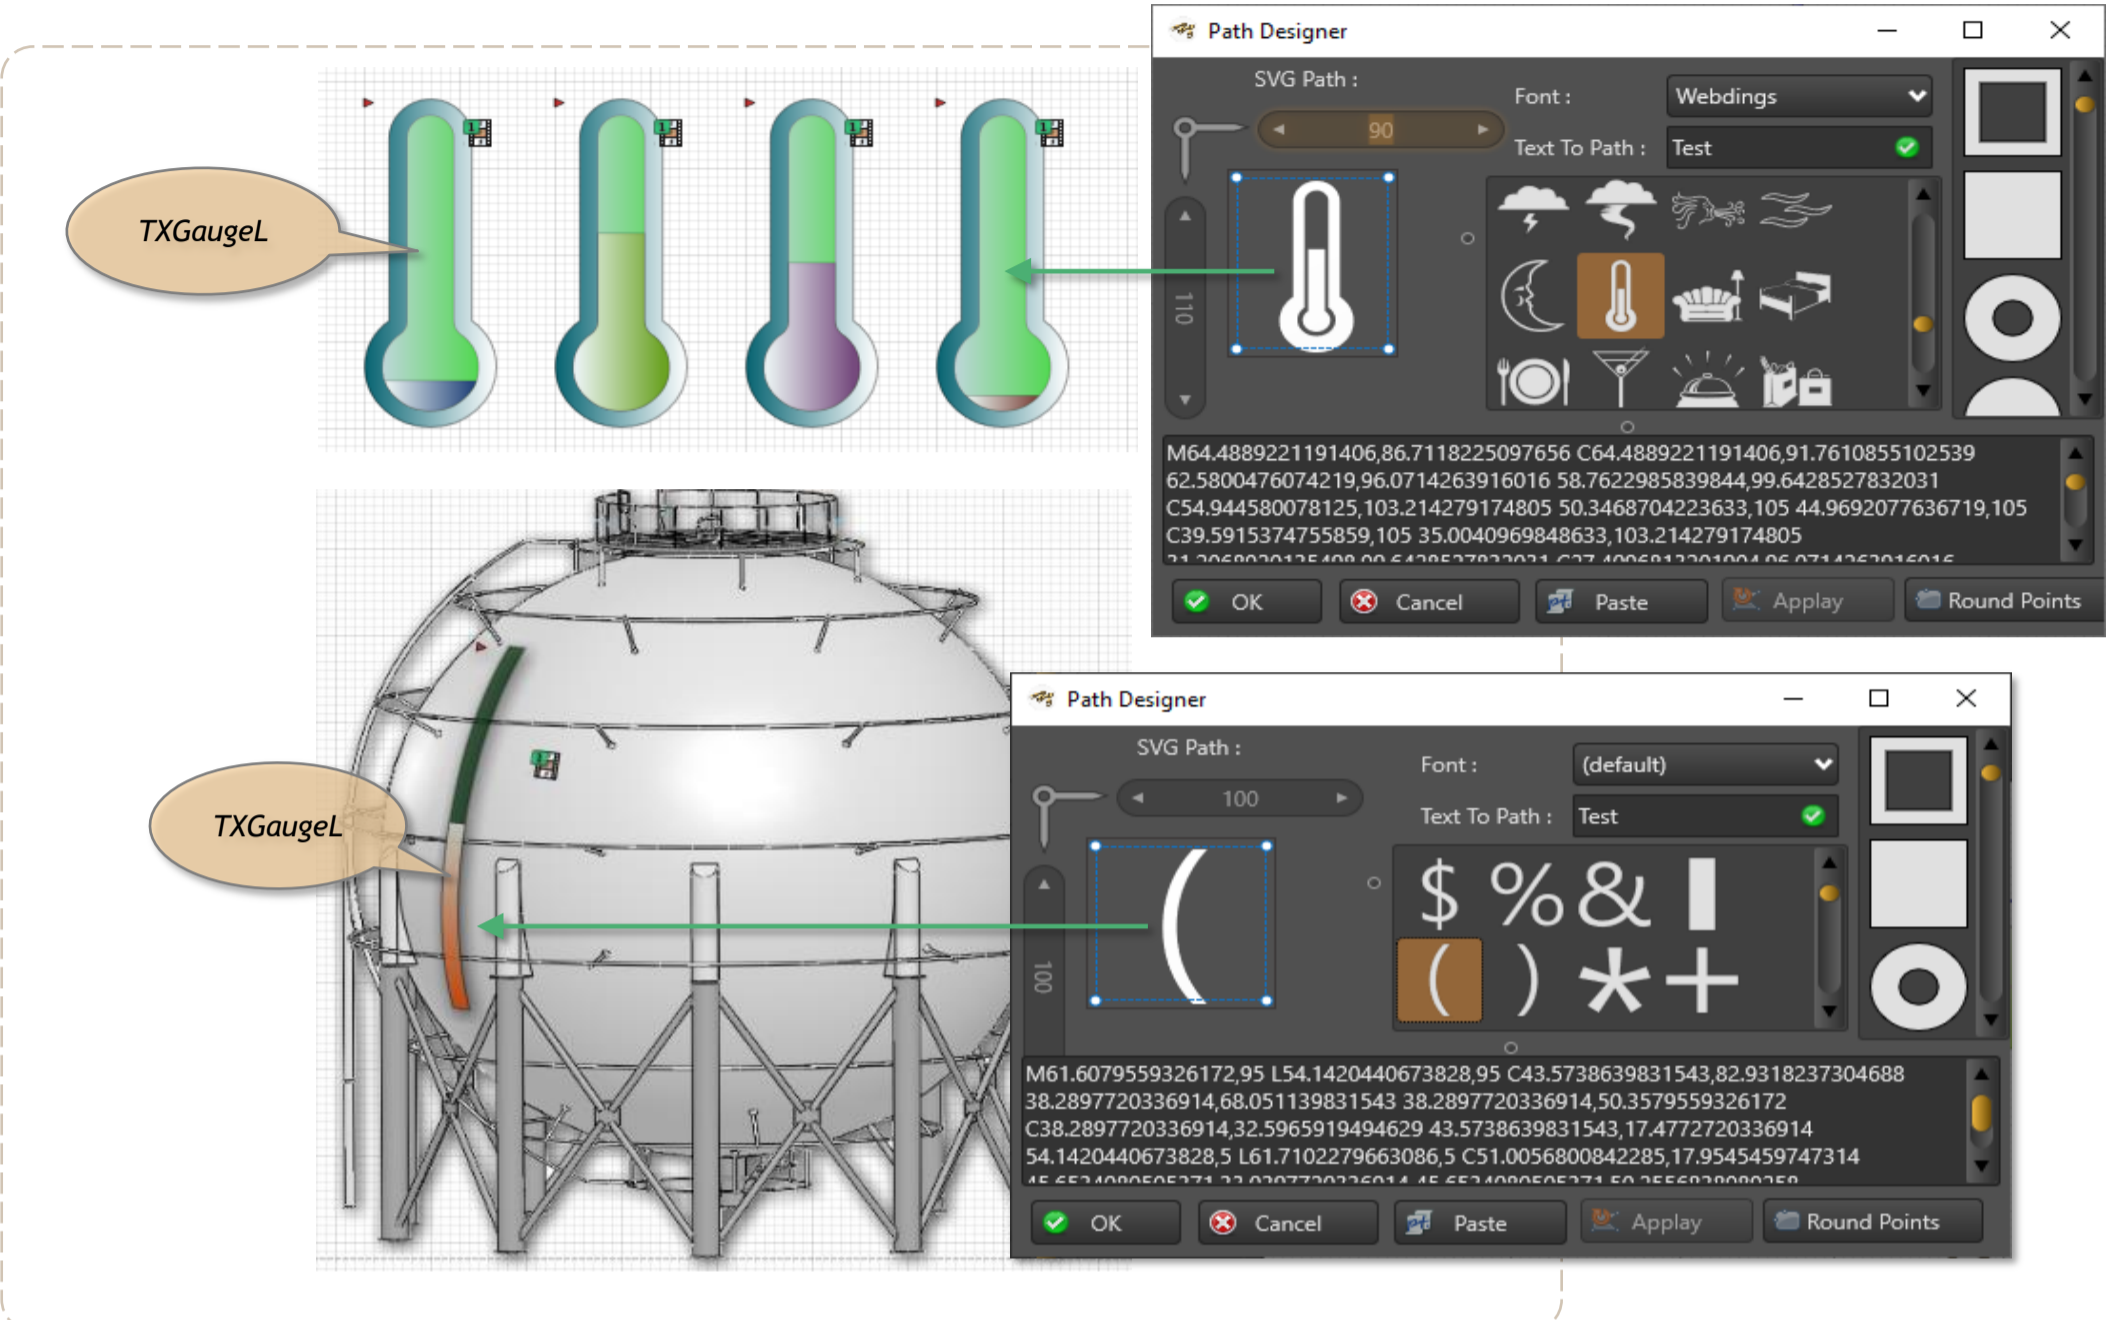 TXGaugeL
Path Designer
SVG Path :
90
110
Font :
Webdings
Text To Path :
Test
M64.4889221191406,86.7118225097656 C64.4889221191406,91.7610855102539
62.5800476074219,96.0714263916016 58.7622985839844,99.6428527832031
C54.944580078125,103.214279174805 50.3468704223633,105 44.9692077636719,105
C39.5915374755859,105 35.0040969848633,103.214279174805
OK
Cancel
Paste
Applay
Round Points
TXGaugeL
Path Designer
SVG Path :
100
100
Font :
(default)
Text To Path :
Test
$ % &
( ) * +
M61.6079559326172,95 L54.1420440673828,95 C43.5738639831543,82.9318237304688
38.2897720336914,68.051139831543 38.2897720336914,50.3579559326172
C38.2897720336914,32.5965919494629 43.5738639831543,17.4772720336914
54.1420440673828,5 L61.7102279663086,5 C51.0056800842285,17.9545459747314
OK
Cancel
Paste
Applay
Round Points